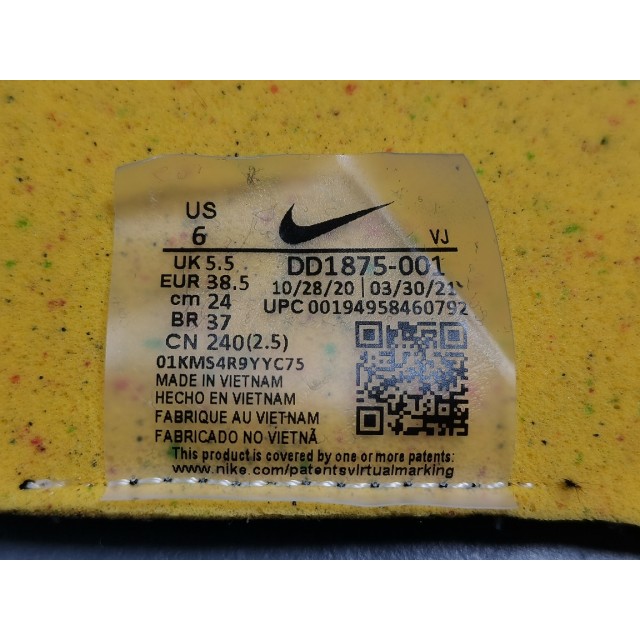 US
6
VJ
UK 5.5
DD1875-001
EUR 38.5
10/28/20 | 03/30/21
cm 24
UPC 00194958460792
BR 37
CN 240(2.5)
01KMS4R9YYC75
MADE IN VIETNAM
HECHO EN VIETNAM
FABRIQUE AU VIETNAM
FABRICADO NO VIETNÃ
This product is covered by one or more patents:
www.nike.com/patentsvirtualmarking